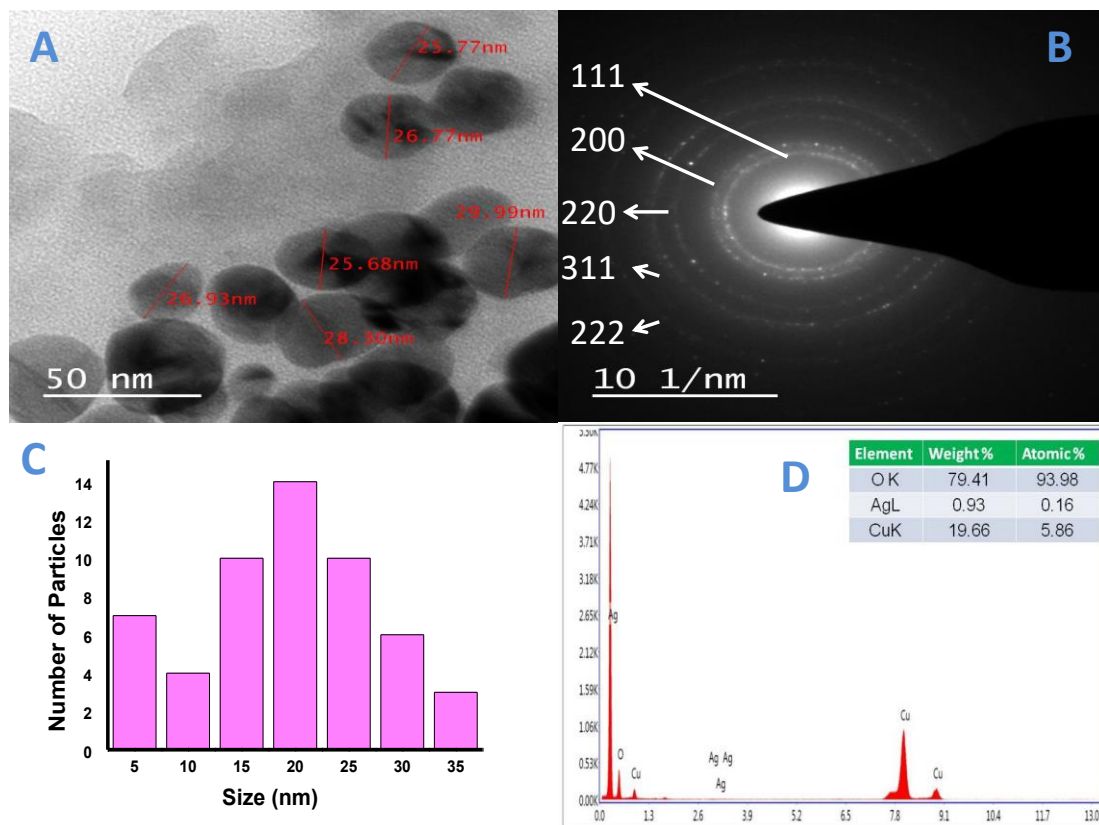 A
25.77nm
26.77nm
29.99nm
25.68nm
26.93nm
28.30nm
50 nm
B
111
200
220
311
222
10 1/nm
C
Number of Particles
14
12
10
8
6
4
2
0
5 10 15 20 25 30 35
Size (nm)
D
Element Weight % Atomic %
O K 79.41 93.98
AgL 0.93 0.16
CuK 19.66 5.86
4.77K
4.24K
3.71K
3.18K
2.65K
2.12K
1.59K
1.06K
0.53K
0.00K
Ag
O
Cu
Ag Ag
Ag
Cu
Cu
0.0 1.3 2.6 3.9 5.2 6.5 7.8 9.1 10.4 11.7 13.0